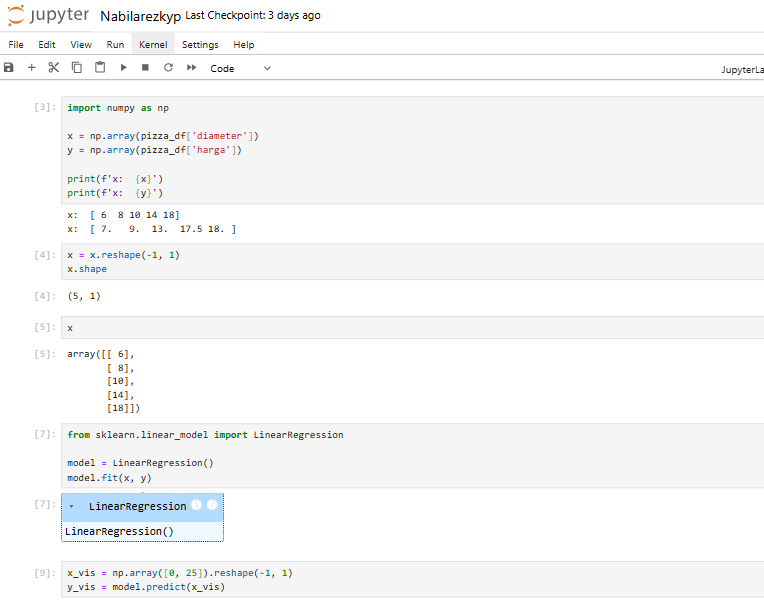 jupyter Nabilarezkyp Last Checkpoint: 3 days ago
File Edit View Run Kernel Settings Help
Code
JupyterLa
[3]: import numpy as np
x = np.array(pizza_df['diameter'])
y = np.array(pizza_df['harga'])
print(f'x:  {x}')
print(f'x:  {y}')
x:  [ 6  8 10 14 18]
x:  [ 7.   9.  13.  17.5 18. ]
[4]: x = x.reshape(-1, 1)
x.shape
[4]: (5, 1)
[5]: x
[5]: array([[ 6],
[ 8],
[10],
[14],
[18]])
[7]: from sklearn.linear_model import LinearRegression
model = LinearRegression()
model.fit(x, y)
[7]: LinearRegression
LinearRegression()
[9]: x_vis = np.array([0, 25]).reshape(-1, 1)
y_vis = model.predict(x_vis)